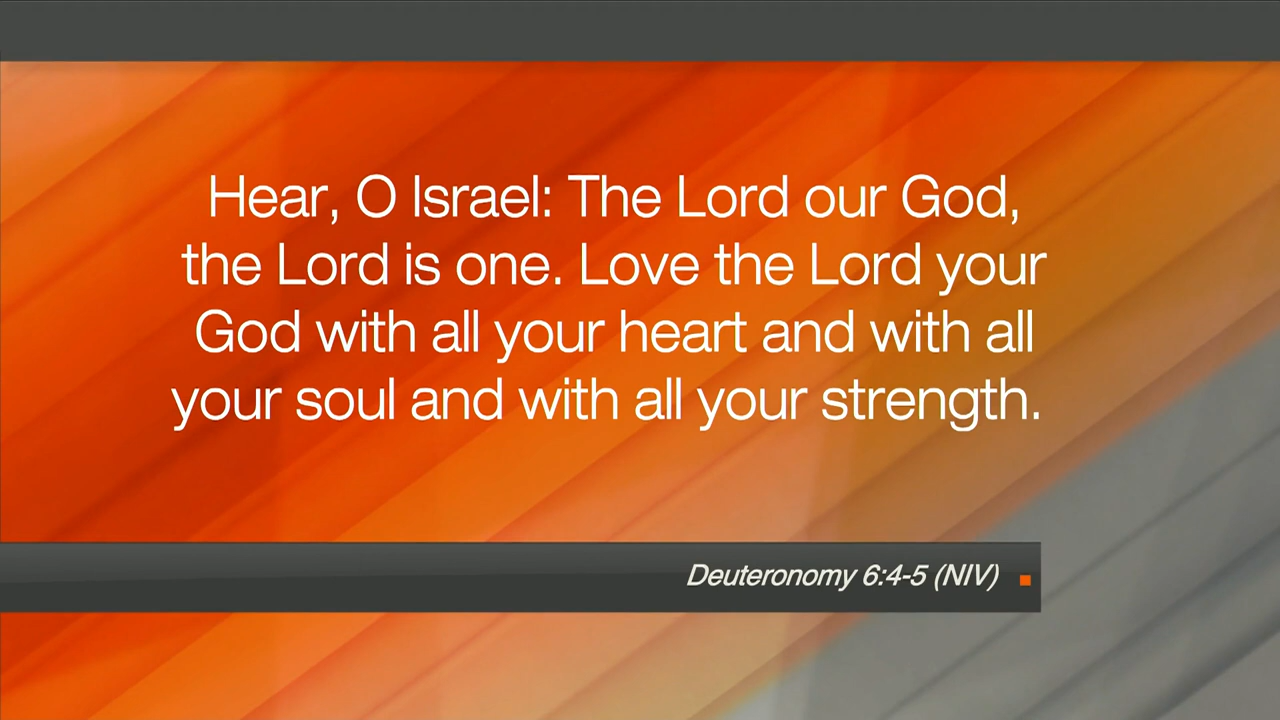 Hear, O Israel: The Lord our God,
the Lord is one. Love the Lord your
God with all your heart and with all
your soul and with all your strength.
Deuteronomy 6:4-5 (NIV)